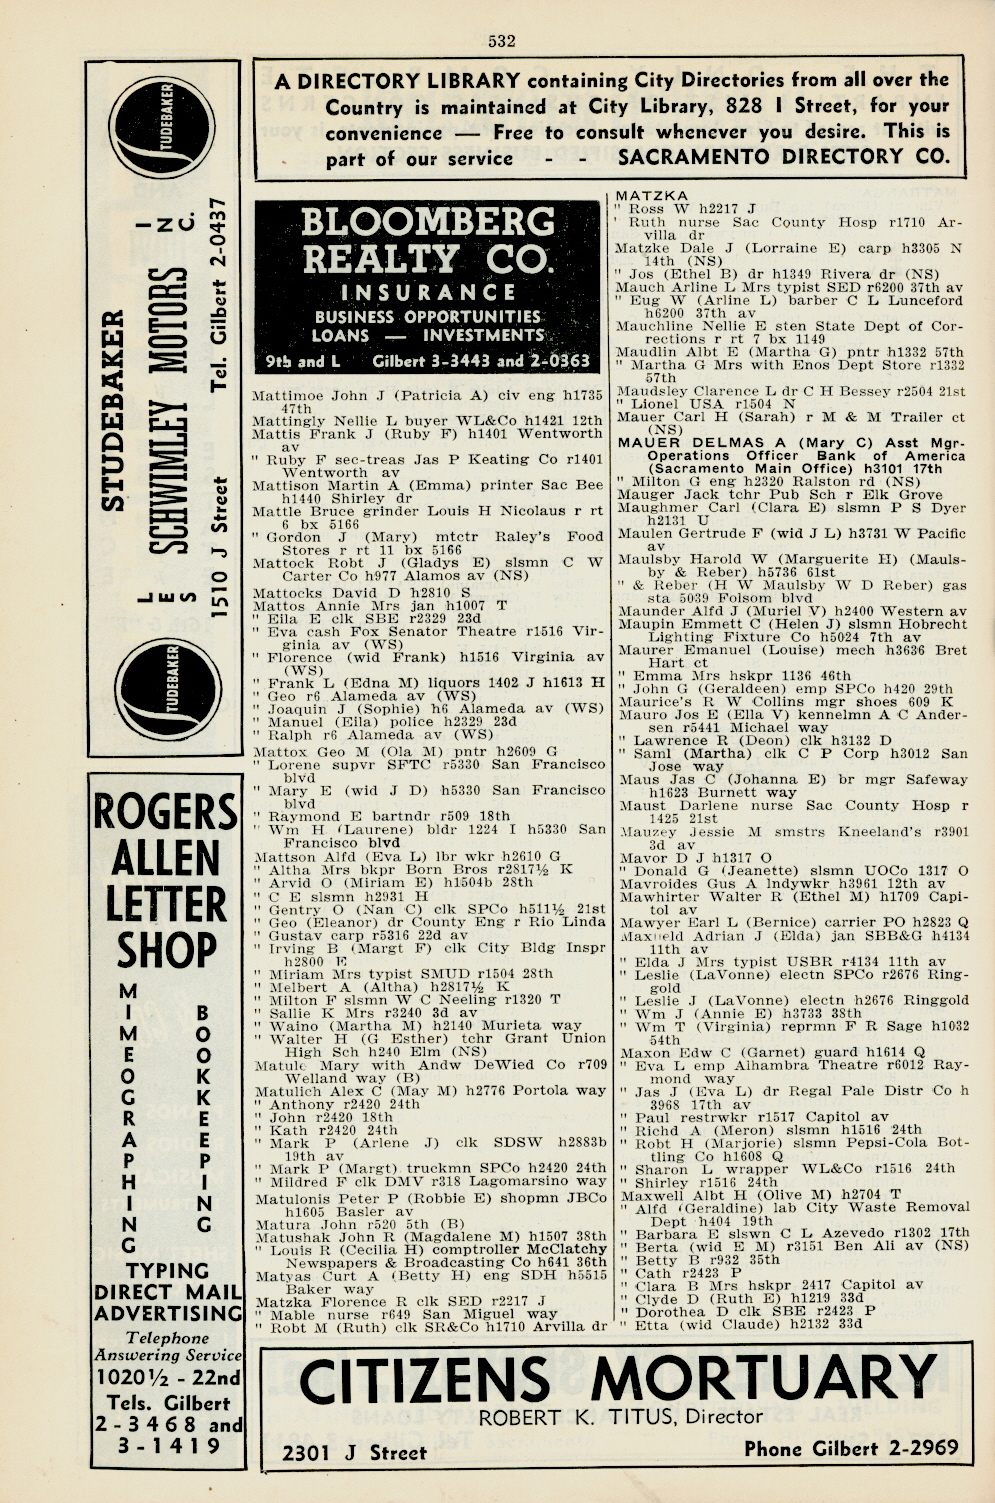 532
STUDEBAKER
STUDEBAKER
LES SCHWIMLEY MOTORS INC.
1510 J Street Tel. Gilbert 2-0437
STUDEBAKER
STUDEBAKER
ROGERS
ALLEN
LETTER
SHOP
MIMEOGRAPHING
BOOKKEEPING
TYPING
DIRECT MAIL
ADVERTISING
Telephone
Answering Service
1020½ - 22nd
Tels. Gilbert
2-3468 and
3-1419
A DIRECTORY LIBRARY containing City Directories from all over the
Country is maintained at City Library, 828 I Street, for your
convenience — Free to consult whenever you desire. This is
part of our service - - SACRAMENTO DIRECTORY CO.
BLOOMBERG
REALTY CO.
INSURANCE
BUSINESS OPPORTUNITIES
LOANS — INVESTMENTS
9th and L Gilbert 3-3443 and 2-0363
Mattimoe John J (Patricia A) civ eng h1735
47th
Mattingly Nellie L buyer WL&Co h1421 12th
Mattis Frank J (Ruby F) h1401 Wentworth
av
" Ruby F sec-treas Jas P Keating Co r1401
Wentworth av
Mattison Martin A (Emma) printer Sac Bee
h1440 Shirley dr
Mattle Bruce grinder Louis H Nicolaus r rt
6 bx 5166
" Gordon J (Mary) mtctr Raley's Food
Stores r rt 11 bx 5166
Mattock Robt J (Gladys E) slsmn C W
Carter Co h977 Alamos av (NS)
Mattocks David D h2810 S
Mattos Annie Mrs jan h1007 T
" Eila E clk SBE r2329 23d
" Eva cash Fox Senator Theatre r1516 Vir-
ginia av (WS)
" Florence (wid Frank) h1516 Virginia av
(WS)
" Frank L (Edna M) liquors 1402 J h1613 H
" Geo r6 Alameda av (WS)
" Joaquin J (Sophie) h6 Alameda av (WS)
" Manuel (Eila) police h2329 23d
" Ralph r6 Alameda av (WS)
Mattox Geo M (Ola M) pntr h2609 G
" Lorene supvr SFTC r5330 San Francisco
blvd
" Mary E (wid J D) h5330 San Francisco
blvd
" Raymond E bartndr r509 18th
" Wm H (Laurene) bldr 1224 I h5330 San
Francisco blvd
Mattson Alfd (Eva L) lbr wkr h2610 G
" Altha Mrs bkpr Born Bros r2817½ K
" Arvid O (Miriam E) h1504b 28th
" C E slsmn h2931 H
" Gentry O (Nan C) clk SPCo h511½ 21st
" Geo (Eleanor) dr County Eng r Rio Linda
" Gustav carp r5316 22d av
" Irving B (Margt F) clk City Bldg Inspr
h2800 E
" Miriam Mrs typist SMUD r1504 28th
" Melbert A (Altha) h2817½ K
" Milton F slsmn W C Neeling r1320 T
" Sallie K Mrs r3240 3d av
" Waino (Martha M) h2140 Murieta way
" Walter H (G Esther) tchr Grant Union
High Sch h240 Elm (NS)
Matulc Mary with Andw DeWied Co r709
Welland way (B)
Matulich Alex C (May M) h2776 Portola way
" Anthony r2420 24th
" John r2420 18th
" Kath r2420 24th
" Mark P (Arlene J) clk SDSW h2883b
19th av
" Mark P (Margt) truckmn SPCo h2420 24th
" Mildred F clk DMV r318 Lagomarsino way
Matulonis Peter P (Robbie E) shopmn JBCo
h1605 Basler av
Matura John r520 5th (B)
Matushak John R (Magdalene M) h1507 38th
" Louis R (Cecilia H) comptroller McClatchy
Newspapers & Broadcasting Co h641 36th
Matyas Curt A (Betty H) eng SDH h5515
Baker way
Matzka Florence R clk SED r2217 J
" Mable nurse r649 San Miguel way
" Robt M (Ruth) clk SR&Co h1710 Arvilla dr
MATZKA
" Ross W h2217 J
' Ruth nurse Sac County Hosp r1710 Ar-
villa dr
Matzke Dale J (Lorraine E) carp h3305 N
14th (NS)
" Jos (Ethel B) dr h1349 Rivera dr (NS)
Mauch Arline L Mrs typist SED r6200 37th av
" Eug W (Arline L) barber C L Lunceford
h6200 37th av
Mauchline Nellie E sten State Dept of Cor-
rections r rt 7 bx 1149
Maudlin Albt E (Martha G) pntr h1332 57th
" Martha G Mrs with Enos Dept Store r1332
57th
Maudsley Clarence L dr C H Bessey r2504 21st
" Lionel USA r1504 N
Mauer Carl H (Sarah) r M & M Trailer ct
(NS)
MAUER DELMAS A (Mary C) Asst Mgr-
Operations Officer Bank of America
(Sacramento Main Office) h3101 17th
" Milton G eng h2320 Ralston rd (NS)
Mauger Jack tchr Pub Sch r Elk Grove
Maughmer Carl (Clara E) slsmn P S Dyer
h2131 U
Maulen Gertrude F (wid J L) h3731 W Pacific
av
Maulsby Harold W (Marguerite H) (Mauls-
by & Reber) h5736 61st
" & Reber (H W Maulsby W D Reber) gas
sta 5039 Folsom blvd
Maunder Alfd J (Muriel V) h2400 Western av
Maupin Emmett C (Helen J) slsmn Hobrecht
Lighting Fixture Co h5024 7th av
Maurer Emanuel (Louise) mech h3636 Bret
Hart ct
" Emma Mrs hskpr 1136 46th
" John G (Geraldeen) emp SPCo h420 29th
Maurice's R W Collins mgr shoes 609 K
Mauro Jos E (Ella V) kennelmn A C Ander-
sen r5441 Michael way
" Lawrence R (Deon) clk h3132 D
" Saml (Martha) clk C P Corp h3012 San
Jose way
Maus Jas C (Johanna E) br mgr Safeway
h1623 Burnett way
Maust Darlene nurse Sac County Hosp r
1425 21st
Mauzey Jessie M smstrs Kneeland's r3901
3d av
Mavor D J h1317 O
" Donald G (Jeanette) slsmn UOCo 1317 O
Mavroides Gus A lndywkr h3961 12th av
Mawhirter Walter R (Ethel M) h1709 Capi-
tol av
Mawyer Earl L (Bernice) carrier PO h2823 Q
Maxfield Adrian J (Elda) jan SBB&G h4134
11th av
" Elda J Mrs typist USBR r4134 11th av
" Leslie (LaVonne) electn SPCo r2676 Ring-
gold
" Leslie J (LaVonne) electn h2676 Ringgold
" Wm J (Annie E) h3733 38th
" Wm T (Virginia) reprmn F R Sage h1032
54th
Maxon Edw C (Garnet) guard h1614 Q
" Eva L emp Alhambra Theatre r6012 Ray-
mond way
" Jas J (Eva L) dr Regal Pale Distr Co h
3968 17th av
" Paul restrwkr r1517 Capitol av
" Richd A (Meron) slsmn h1516 24th
" Robt H (Marjorie) slsmn Pepsi-Cola Bot-
tling Co h1608 Q
" Sharon L wrapper WL&Co r1516 24th
" Shirley r1516 24th
Maxwell Albt H (Olive M) h2704 T
" Alfd (Geraldine) lab City Waste Removal
Dept h404 19th
" Barbara E slswn C L Azevedo r1302 17th
" Berta (wid E M) r3151 Ben Ali av (NS)
" Betty B r932 35th
" Cath r2423 P
" Clara B Mrs hskpr 2417 Capitol av
" Clyde D (Ruth E) h1219 33d
" Dorothea D clk SBE r2423 P
" Etta (wid Claude) h2132 33d
CITIZENS MORTUARY
ROBERT K. TITUS, Director
2301 J Street Phone Gilbert 2-2969